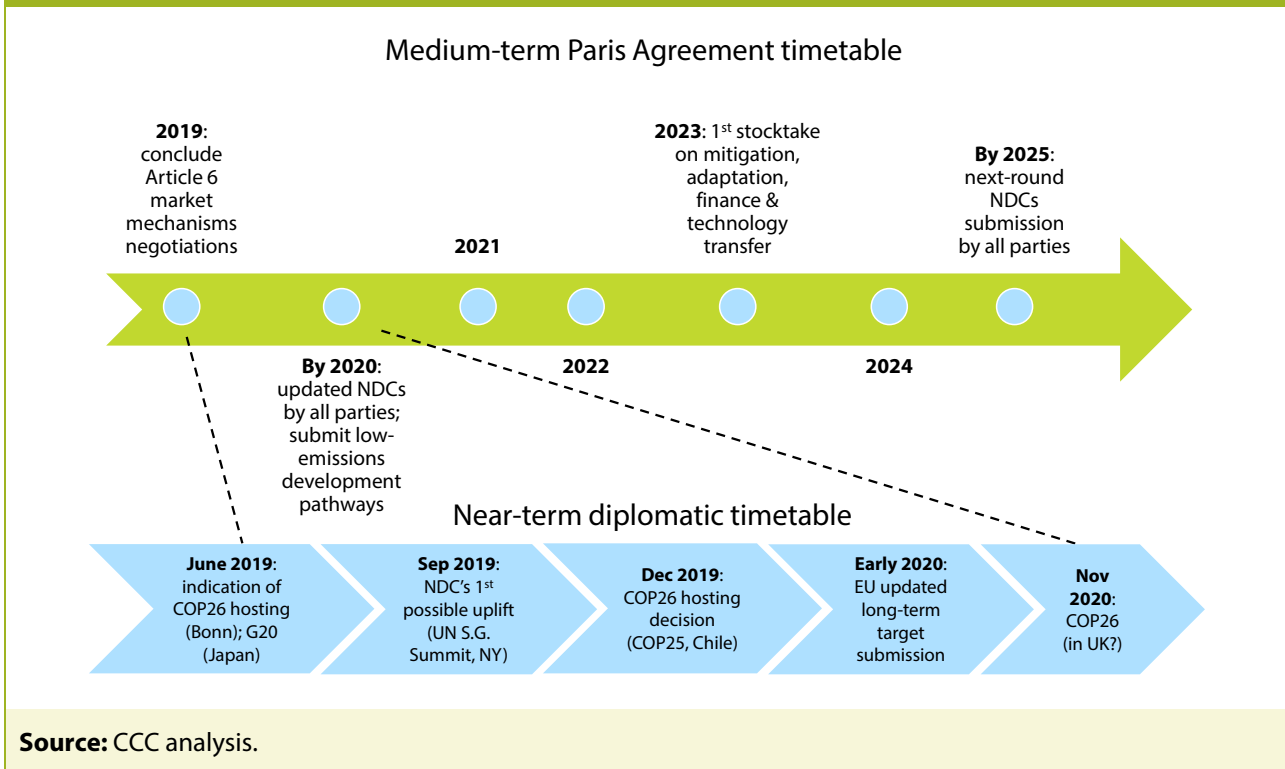 Medium-term Paris Agreement timetable
2019:
conclude
Article 6
market
mechanisms
negotiations
By 2020:
updated NDCs
by all parties;
submit low-
emissions
development
pathways
2021
2022
2023: 1st stocktake
on mitigation,
adaptation,
finance &
technology
transfer
2024
By 2025:
next-round
NDCs
submission
by all parties
Near-term diplomatic timetable
June 2019:
indication of
COP26 hosting
(Bonn); G20
(Japan)
Sep 2019:
NDC's 1st
possible uplift
(UN S.G.
Summit, NY)
Dec 2019:
COP26 hosting
decision
(COP25, Chile)
Early 2020:
EU updated
long-term
target
submission
Nov
2020:
COP26
(in UK?)
Source: CCC analysis.